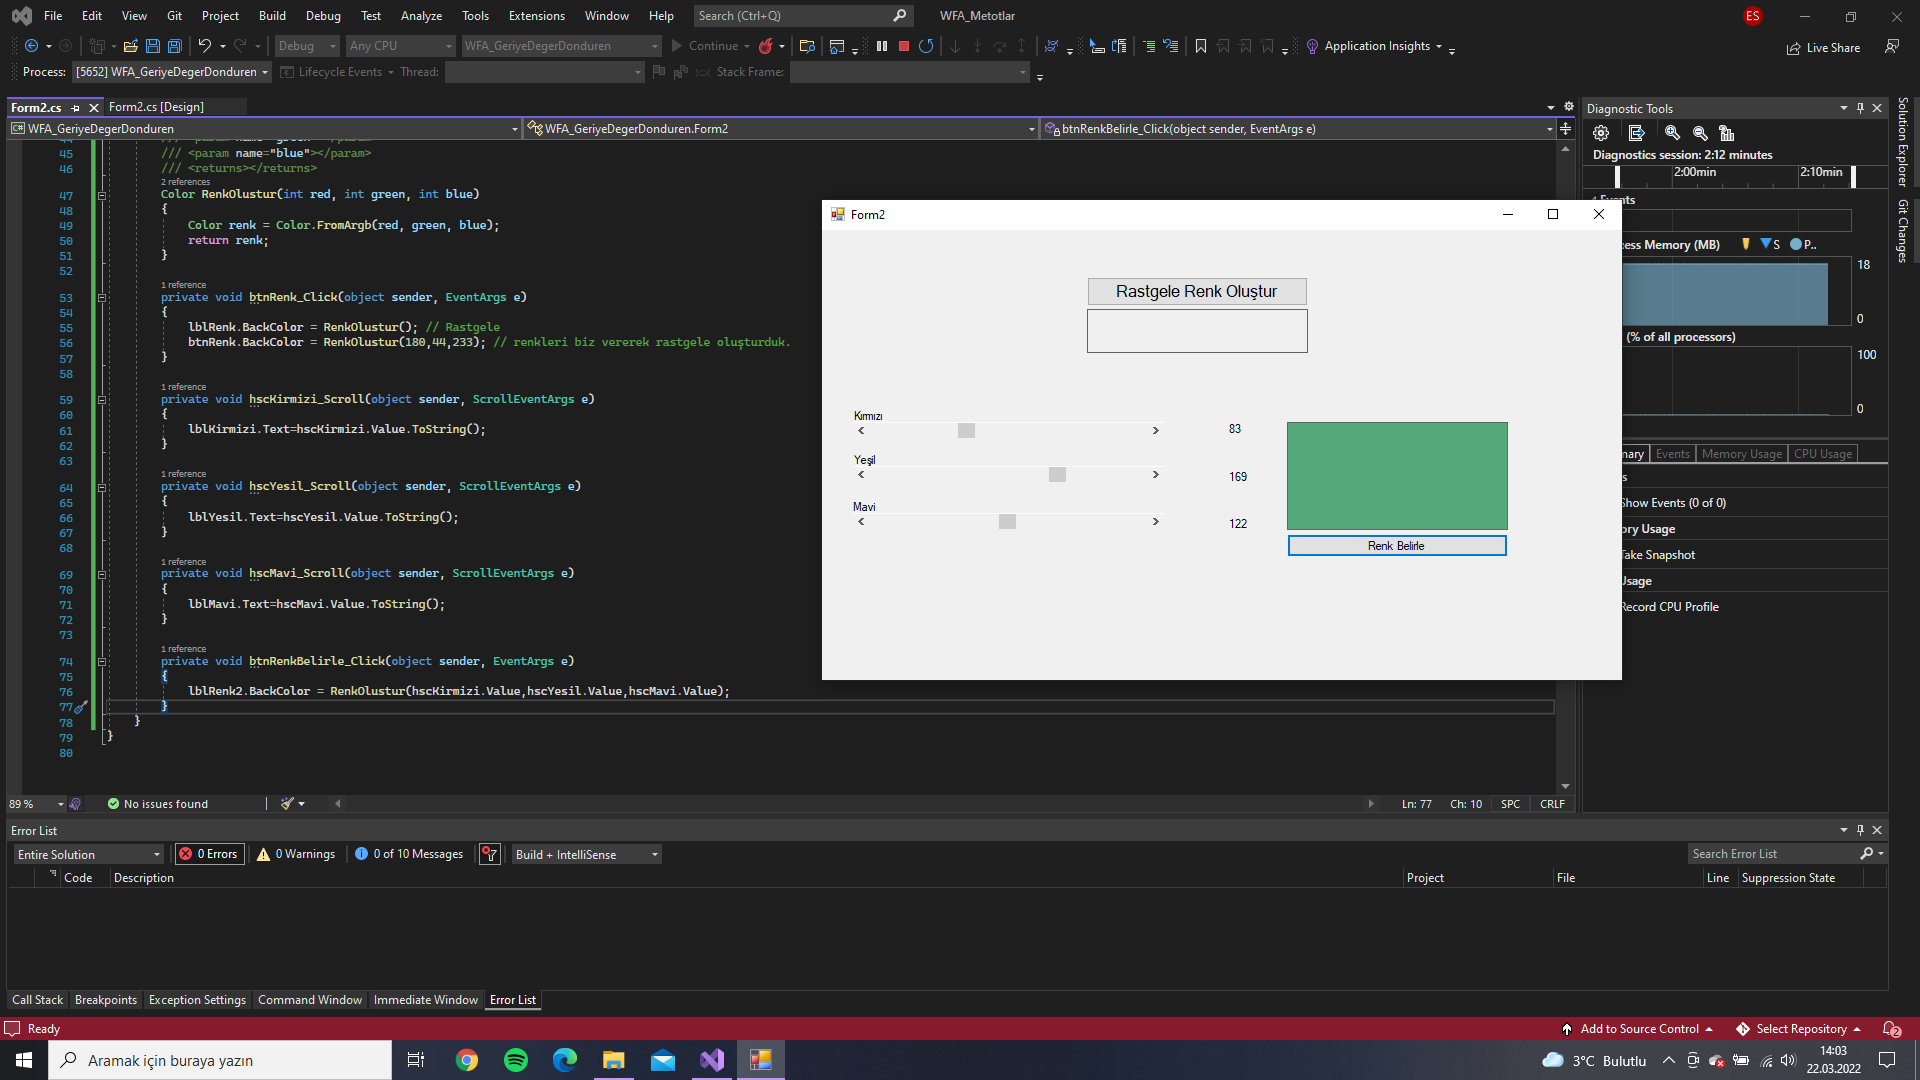 File Edit View Git Project Build Debug Test Analyze Tools Extensions Window Help Search (Ctrl+Q) WFA_Metotlar ES
Debug Any CPU WFA_GeriyeDegerDonduren Continue Application Insights Live Share
Process: [5652] WFA_GeriyeDegerDonduren Lifecycle Events Thread: Stack Frame:
Form2.cs Form2.cs [Design]
WFA_GeriyeDegerDonduren WFA_GeriyeDegerDonduren.Form2 btnRenkBelirle_Click(object sender, EventArgs e)
45 /// <param name="blue"></param>
46 /// <returns></returns>
2 references
47 Color RenkOlustur(int red, int green, int blue)
48 {
49 Color renk = Color.FromArgb(red, green, blue);
50 return renk;
51 }
52
1 reference
53 private void btnRenk_Click(object sender, EventArgs e)
54 {
55 lblRenk.BackColor = RenkOlustur(); // Rastgele
56 btnRenk.BackColor = RenkOlustur(180,44,233); // renkleri biz vererek rastgele oluşturduk.
57 }
58
1 reference
59 private void hscKirmizi_Scroll(object sender, ScrollEventArgs e)
60 {
61 lblKirmizi.Text=hscKirmizi.Value.ToString();
62 }
63
1 reference
64 private void hscYesil_Scroll(object sender, ScrollEventArgs e)
65 {
66 lblYesil.Text=hscYesil.Value.ToString();
67 }
68
1 reference
69 private void hscMavi_Scroll(object sender, ScrollEventArgs e)
70 {
71 lblMavi.Text=hscMavi.Value.ToString();
72 }
73
1 reference
74 private void btnRenkBelirle_Click(object sender, EventArgs e)
75 {
76 lblRenk2.BackColor = RenkOlustur(hscKirmizi.Value,hscYesil.Value,hscMavi.Value);
77 }
78 }
79 }
80
Form2
Rastgele Renk Oluştur
Kırmızı
83
Yeşil
169
Mavi
122
Renk Belirle
Diagnostic Tools
Diagnostics session: 2:12 minutes
2:00min 2:10min
Memory (MB) S P..
18
0
(% of all processors)
100
0
Events Memory Usage CPU Usage
Show Events (0 of 0)
Usage
Take Snapshot
Usage
Record CPU Profile
Solution Explorer
Git Changes
89 % No issues found Ln: 77 Ch: 10 SPC CRLF
Error List
Entire Solution 0 Errors 0 Warnings 0 of 10 Messages Build + IntelliSense Search Error List
Code Description Project File Line Suppression State
Call Stack Breakpoints Exception Settings Command Window Immediate Window Error List
Ready Add to Source Control Select Repository 2
Aramak için buraya yazın 3°C Bulutlu 14:03
22.03.2022